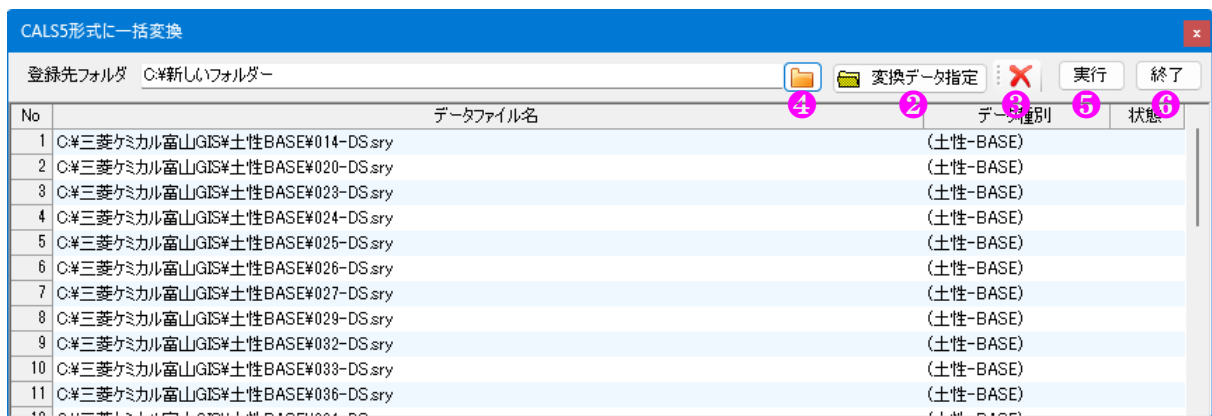 CALS5形式に一括変換
x
登録先フォルダ C:¥新しいフォルダー 変換データ指定 実行 終了
4 2 3 5 6
No データファイル名 データ種別 状態
1 C:¥三菱ケミカル富山GIS¥土性BASE¥014-DS.sry (土性-BASE)
2 C:¥三菱ケミカル富山GIS¥土性BASE¥020-DS.sry (土性-BASE)
3 C:¥三菱ケミカル富山GIS¥土性BASE¥023-DS.sry (土性-BASE)
4 C:¥三菱ケミカル富山GIS¥土性BASE¥024-DS.sry (土性-BASE)
5 C:¥三菱ケミカル富山GIS¥土性BASE¥025-DS.sry (土性-BASE)
6 C:¥三菱ケミカル富山GIS¥土性BASE¥026-DS.sry (土性-BASE)
7 C:¥三菱ケミカル富山GIS¥土性BASE¥027-DS.sry (土性-BASE)
8 C:¥三菱ケミカル富山GIS¥土性BASE¥029-DS.sry (土性-BASE)
9 C:¥三菱ケミカル富山GIS¥土性BASE¥032-DS.sry (土性-BASE)
10 C:¥三菱ケミカル富山GIS¥土性BASE¥033-DS.sry (土性-BASE)
11 C:¥三菱ケミカル富山GIS¥土性BASE¥036-DS.sry (土性-BASE)